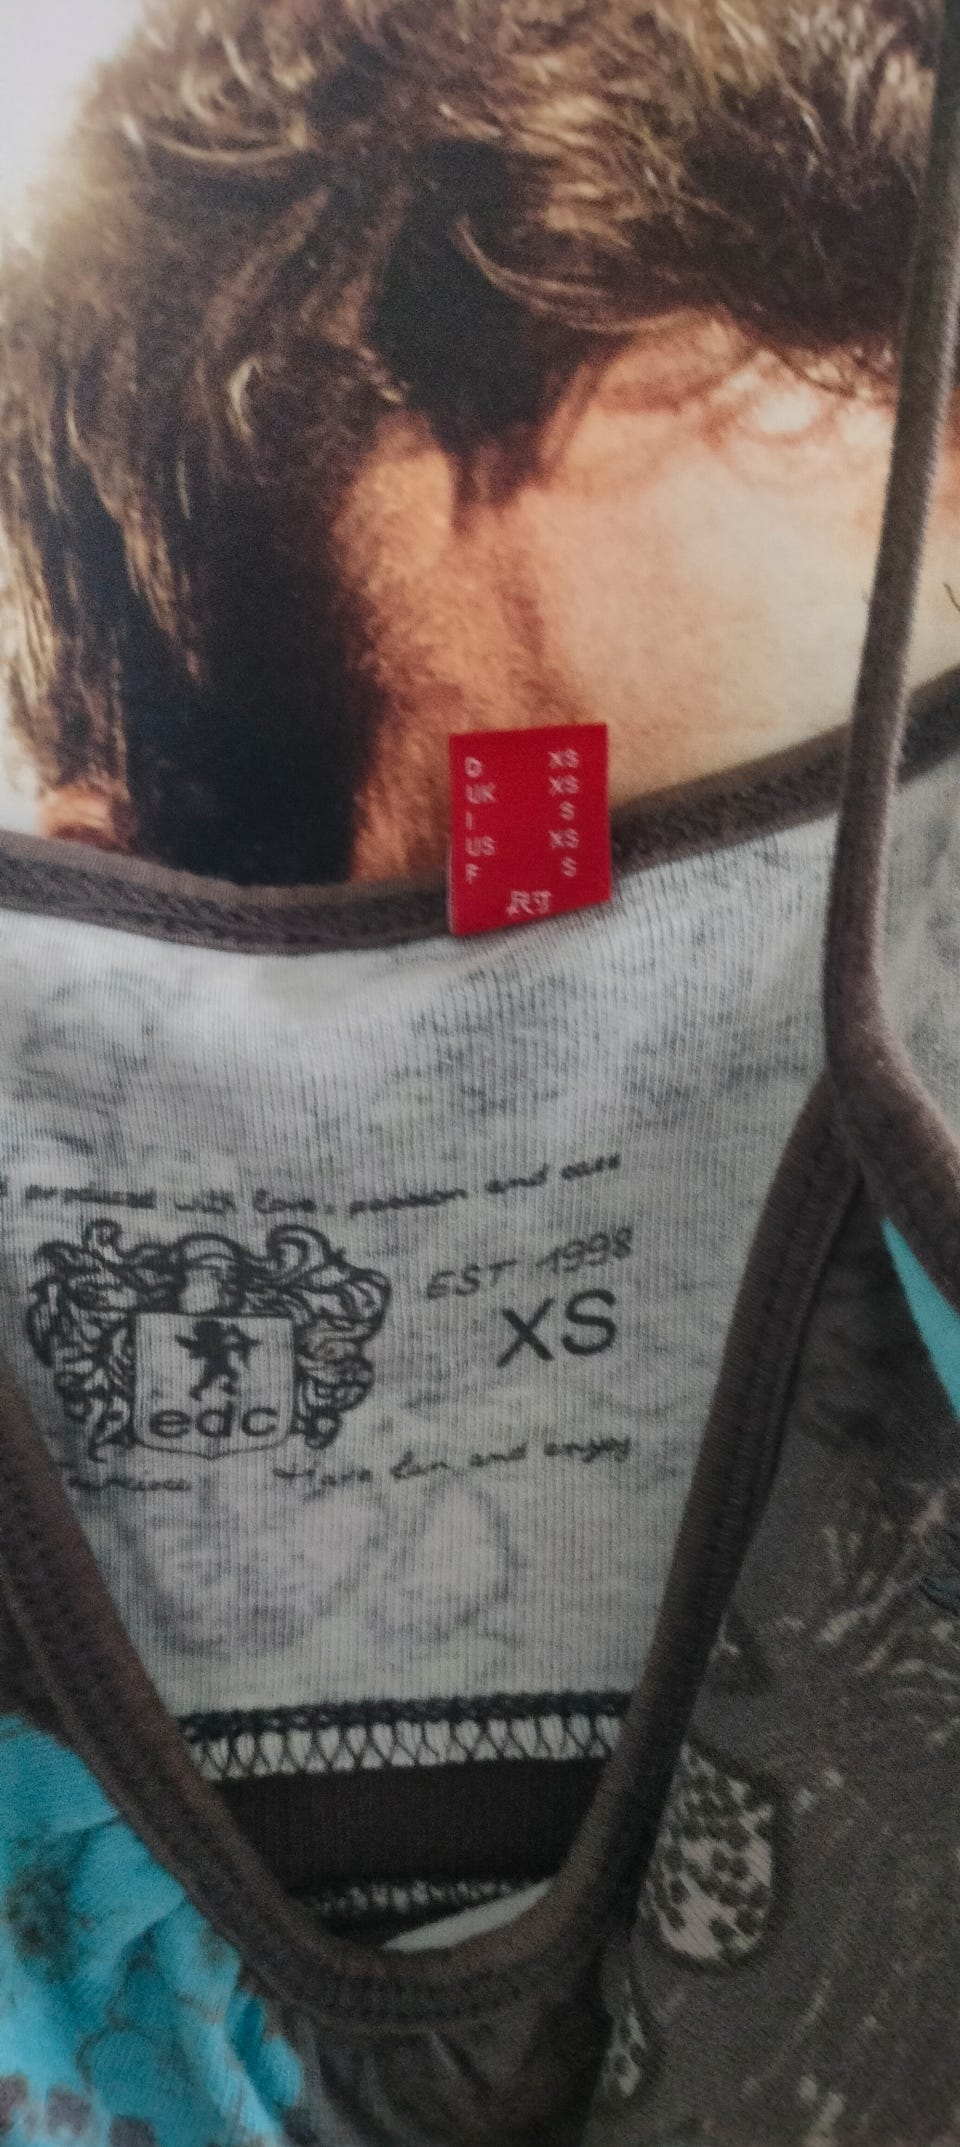 D XS
UK XS
I S
US XS
F S
produced with love, passion and care
EST 1998
XS
edc
Have fun and enjoy